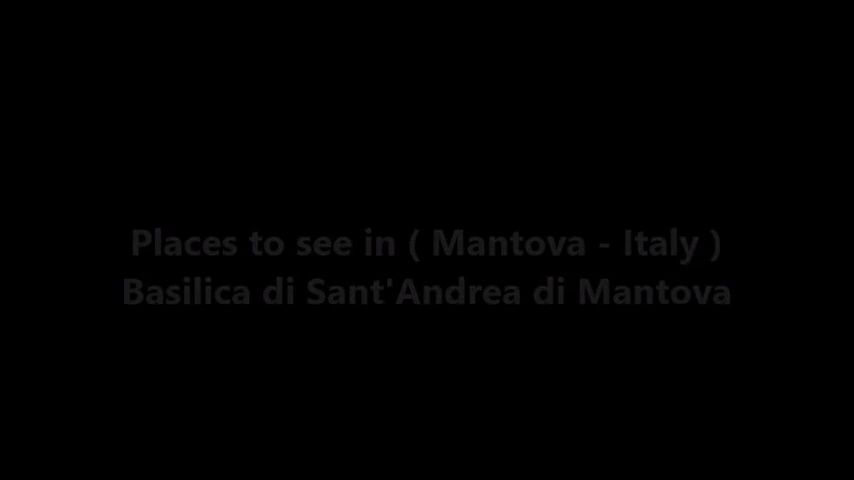 Places to see in ( Mantova - Italy )
Basilica di Sant'Andrea di Mantova